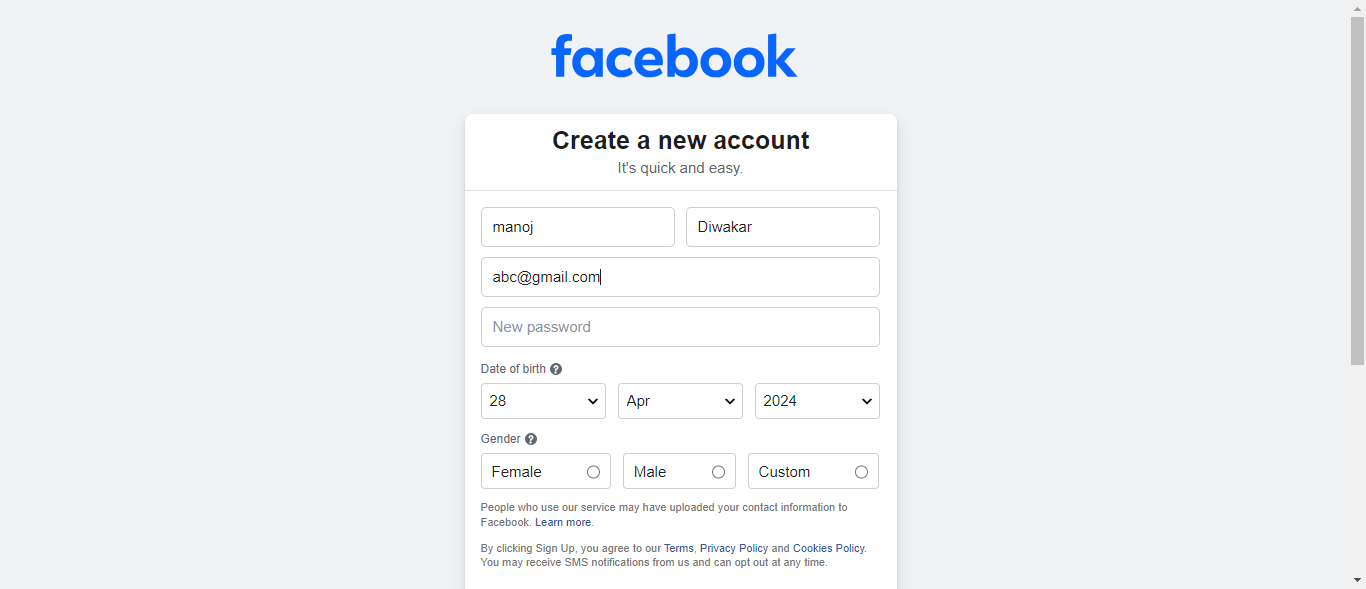 facebook
Create a new account
It's quick and easy.
manoj Diwakar
abc@gmail.com
New password
Date of birth ?
28 Apr 2024
Gender ?
Female Male Custom
People who use our service may have uploaded your contact information to
Facebook. Learn more.
By clicking Sign Up, you agree to our Terms, Privacy Policy and Cookies Policy.
You may receive SMS notifications from us and can opt out at any time.